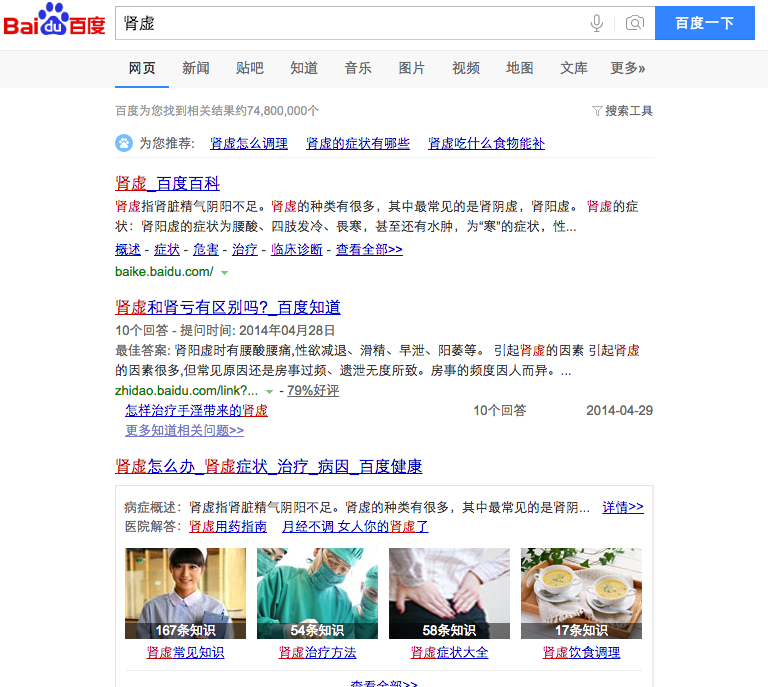 Bai du 百度
肾虚
百度一下
网页 新闻 贴吧 知道 音乐 图片 视频 地图 文库 更多»
百度为您找到相关结果约74,800,000个 搜索工具
为您推荐: 肾虚怎么调理 肾虚的症状有哪些 肾虚吃什么食物能补
肾虚_百度百科
肾虚指肾脏精气阴阳不足。肾虚的种类有很多，其中最常见的是肾阴虚，肾阳虚。 肾虚的症
状：肾阳虚的症状为腰酸、四肢发冷、畏寒，甚至还有水肿，为“寒”的症状，性...
概述 - 症状 - 危害 - 治疗 - 临床诊断 - 查看全部>>
baike.baidu.com/
肾虚和肾亏有区别吗?_百度知道
10个回答 - 提问时间: 2014年04月28日
最佳答案: 肾阳虚时有腰酸腰痛,性欲减退、滑精、早泄、阳萎等。 引起肾虚的因素 引起肾虚
的因素很多,但常见原因还是房事过频、遗泄无度所致。房事的频度因人而异。...
zhidao.baidu.com/link?... - 79%好评
怎样治疗手淫带来的肾虚 10个回答 2014-04-29
更多知道相关问题>>
肾虚怎么办_肾虚症状_治疗_病因_百度健康
病症概述：肾虚指肾脏精气阴阳不足。肾虚的种类有很多，其中最常见的是肾阴... 详情>>
医院解答：肾虚用药指南 月经不调 女人你的肾虚了
167条知识 54条知识 58条知识 17条知识
肾虚常见知识 肾虚治疗方法 肾虚症状大全 肾虚饮食调理
查看全部>>